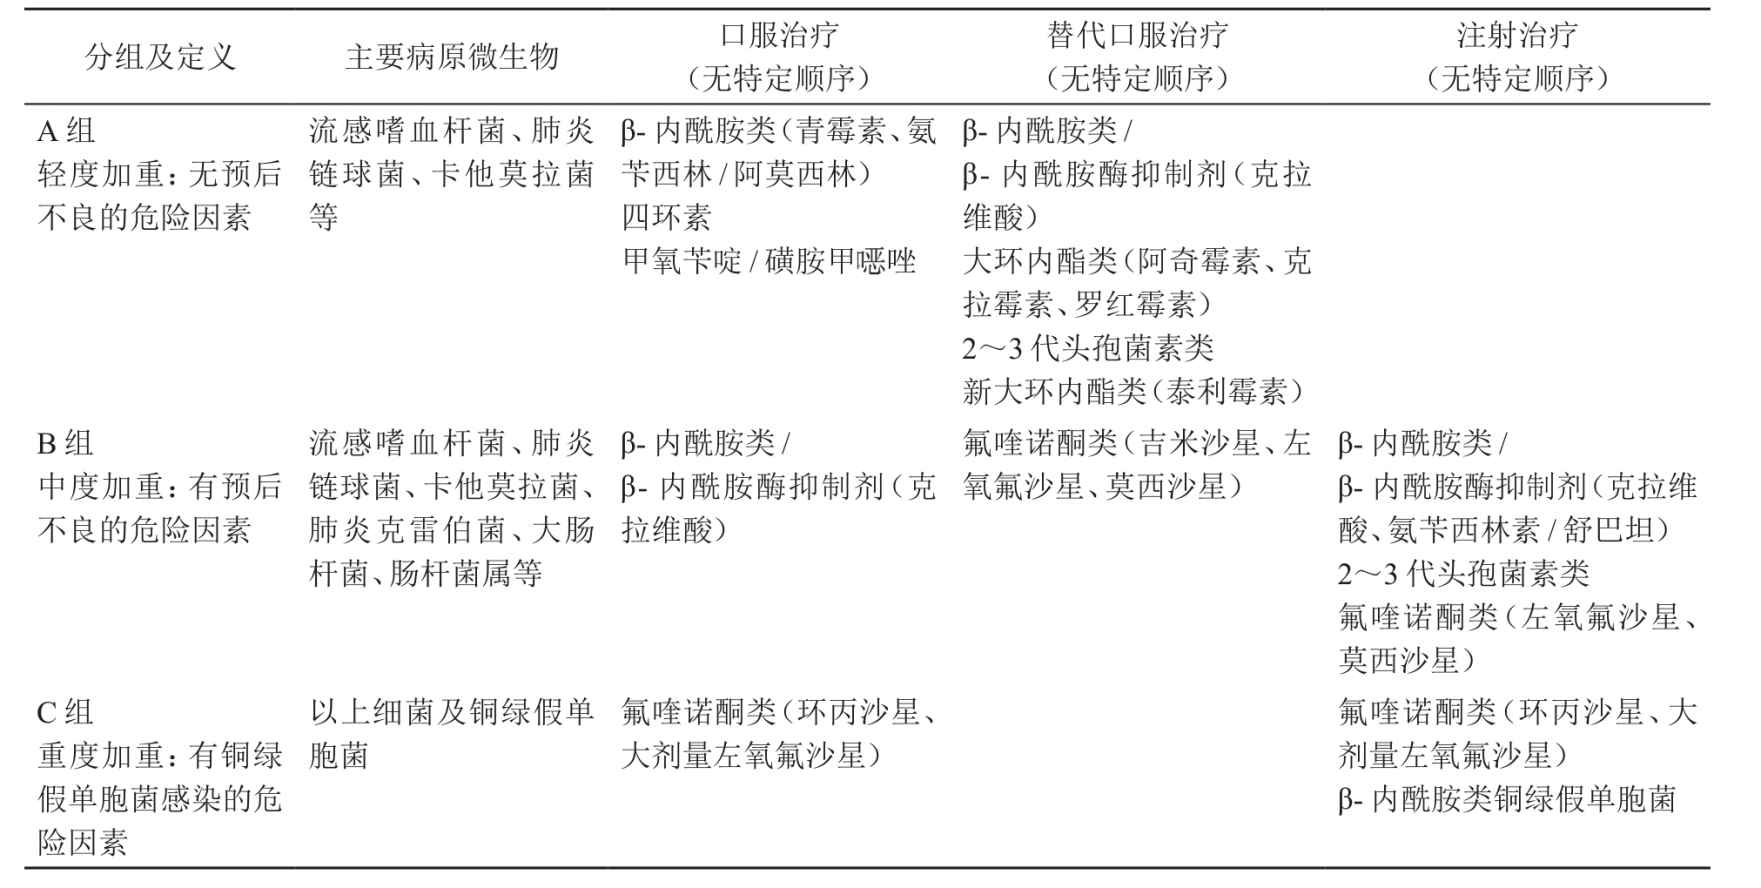 分组及定义
主要病原微生物
口服治疗
（无特定顺序）
替代口服治疗
（无特定顺序）
注射治疗
（无特定顺序）
A 组
轻度加重：无预后
不良的危险因素
流感嗜血杆菌、肺炎
链球菌、卡他莫拉菌
等
β- 内酰胺类（青霉素、氨
苄西林 / 阿莫西林）
四环素
甲氧苄啶 / 磺胺甲噁唑
β- 内酰胺类 /
β- 内酰胺酶抑制剂（克拉
维酸）
大环内酯类（阿奇霉素、克
拉霉素、罗红霉素）
2～3 代头孢菌素类
新大环内酯类（泰利霉素）
B 组
中度加重：有预后
不良的危险因素
流感嗜血杆菌、肺炎
链球菌、卡他莫拉菌、
肺炎克雷伯菌、大肠
杆菌、肠杆菌属等
β- 内酰胺类 /
β- 内酰胺酶抑制剂（克
拉维酸）
氟喹诺酮类（吉米沙星、左
氧氟沙星、莫西沙星）
β- 内酰胺类 /
β- 内酰胺酶抑制剂（克拉维
酸、氨苄西林素 / 舒巴坦）
2～3 代头孢菌素类
氟喹诺酮类（左氧氟沙星、
莫西沙星）
C 组
重度加重：有铜绿
假单胞菌感染的危
险因素
以上细菌及铜绿假单
胞菌
氟喹诺酮类（环丙沙星、
大剂量左氧氟沙星）
氟喹诺酮类（环丙沙星、大
剂量左氧氟沙星）
β- 内酰胺类铜绿假单胞菌